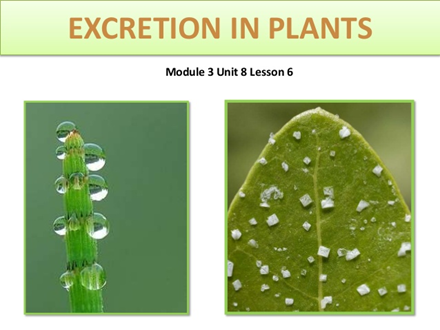 EXCRETION IN PLANTS
Module 3 Unit 8 Lesson 6